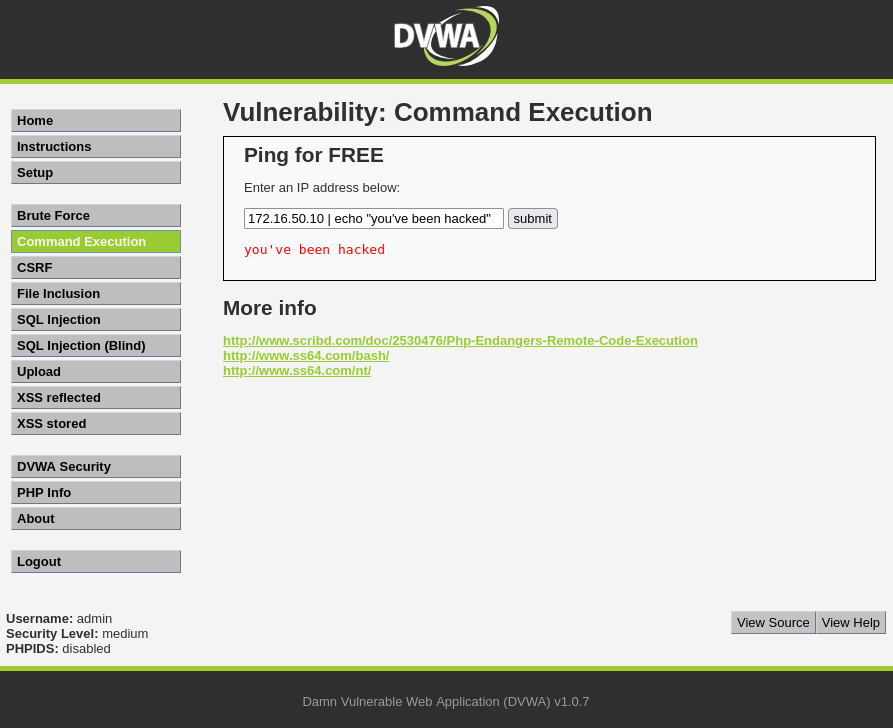 DVWA
Home
Instructions
Setup
Brute Force
Command Execution
CSRF
File Inclusion
SQL Injection
SQL Injection (Blind)
Upload
XSS reflected
XSS stored
DVWA Security
PHP Info
About
Logout
Vulnerability: Command Execution
Ping for FREE
Enter an IP address below:
172.16.50.10 | echo "you've been hacked" submit
you've been hacked
More info
http://www.scribd.com/doc/2530476/Php-Endangers-Remote-Code-Execution
http://www.ss64.com/bash/
http://www.ss64.com/nt/
Username: admin
Security Level: medium
PHPIDS: disabled
View Source View Help
Damn Vulnerable Web Application (DVWA) v1.0.7